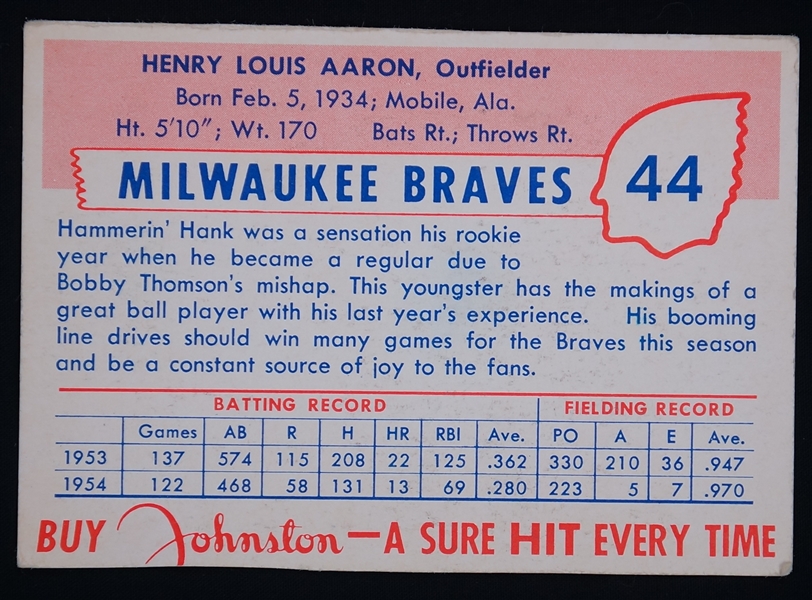 HENRY LOUIS AARON, Outfielder
Born Feb. 5, 1934; Mobile, Ala.
Ht. 5'10"; Wt. 170 Bats Rt.; Throws Rt.
MILWAUKEE BRAVES 44
Hammerin' Hank was a sensation his rookie
year when he became a regular due to
Bobby Thomson's mishap. This youngster has the makings of a
great ball player with his last year's experience. His booming
line drives should win many games for the Braves this season
and be a constant source of joy to the fans.
BATTING RECORD FIELDING RECORD
Games AB R H HR RBI Ave. PO A E Ave.
1953 137 574 115 208 22 125 .362 330 210 36 .947
1954 122 468 58 131 13 69 .280 223 5 7 .970
BUY Johnston—A SURE HIT EVERY TIME